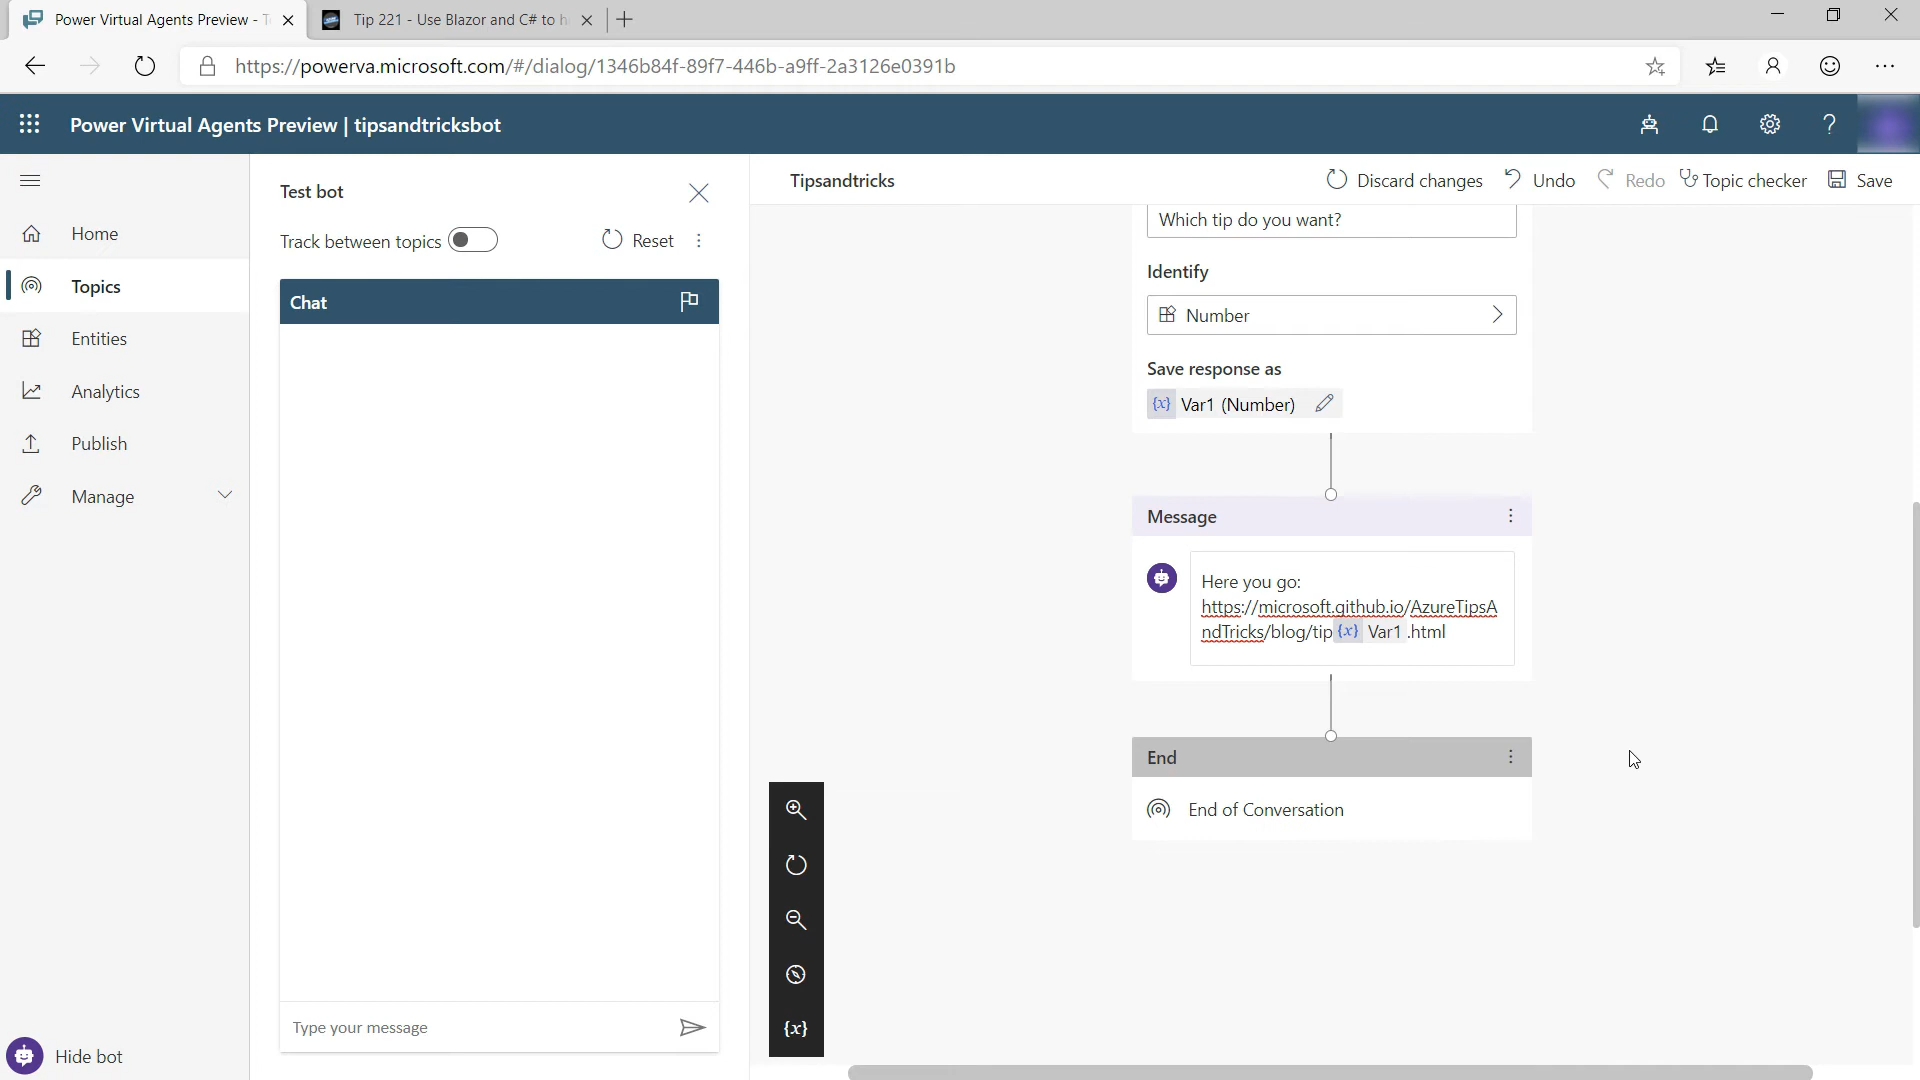 Power Virtual Agents Preview - T
Tip 221 - Use Blazor and C# to h
https://powerva.microsoft.com/#/dialog/1346b84f-89f7-446b-a9ff-2a3126e0391b
Power Virtual Agents Preview | tipsandtricksbot
Home
Topics
Entities
Analytics
Publish
Manage
Hide bot
Test bot
Track between topics
Reset
Chat
Type your message
Tipsandtricks
Discard changes
Undo
Redo
Topic checker
Save
Which tip do you want?
Identify
Number
Save response as
{x} Var1 (Number)
Message
Here you go:
https://microsoft.github.io/AzureTipsA
ndTricks/blog/tip {x} Var1 .html
End
End of Conversation
{x}